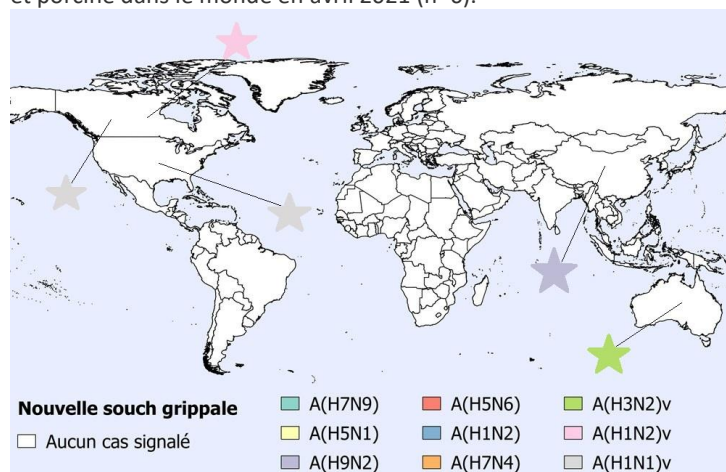 et porcine dans le monde en avril 2021 (n=6).
Nouvelle souch grippale
Aucun cas signalé
A(H7N9)
A(H5N1)
A(H9N2)
A(H5N6)
A(H1N2)
A(H7N4)
A(H3N2)v
A(H1N2)v
A(H1N1)v